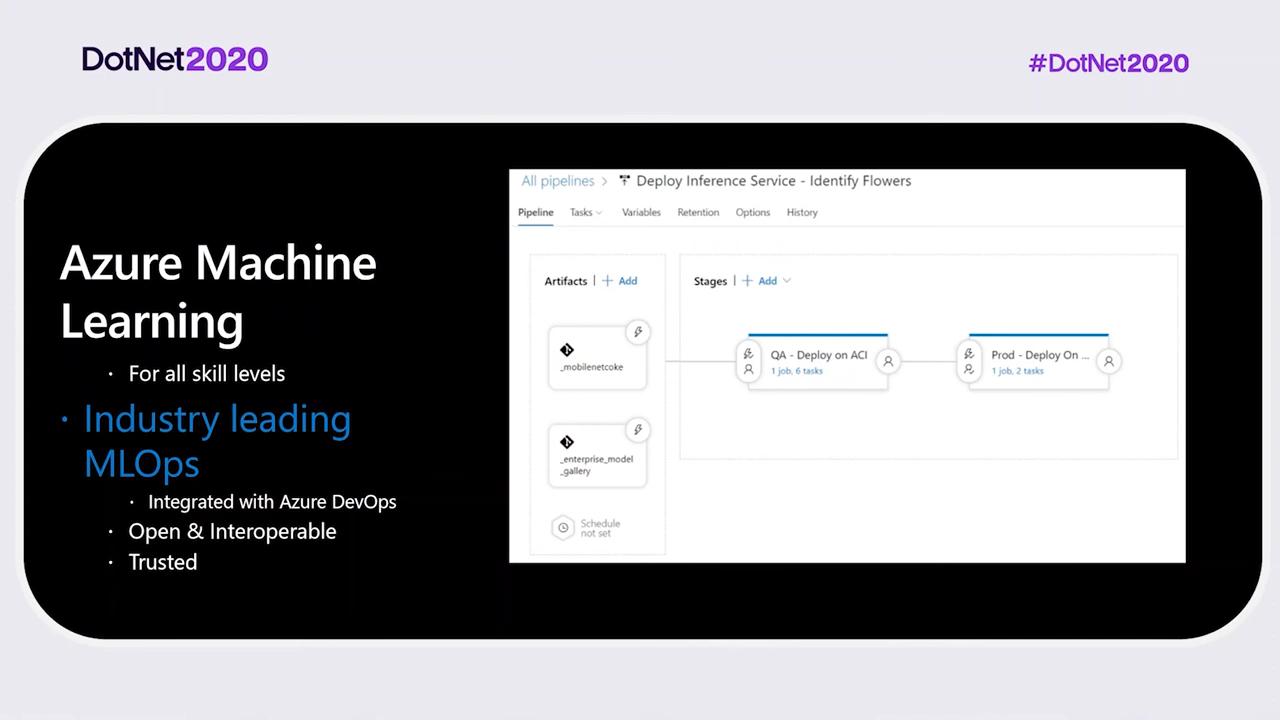 DotNet2020
#DotNet2020
Azure Machine
Learning
· For all skill levels
· Industry leading
MLOps
· Integrated with Azure DevOps
· Open & Interoperable
· Trusted
All pipelines > Deploy Inference Service - Identify Flowers
Pipeline Tasks Variables Retention Options History
Artifacts | + Add
Stages | + Add
_mobilenetcoke
QA - Deploy on ACI
1 job, 6 tasks
Prod - Deploy On ...
1 job, 2 tasks
_enterprise_model
_gallery
Schedule
not set